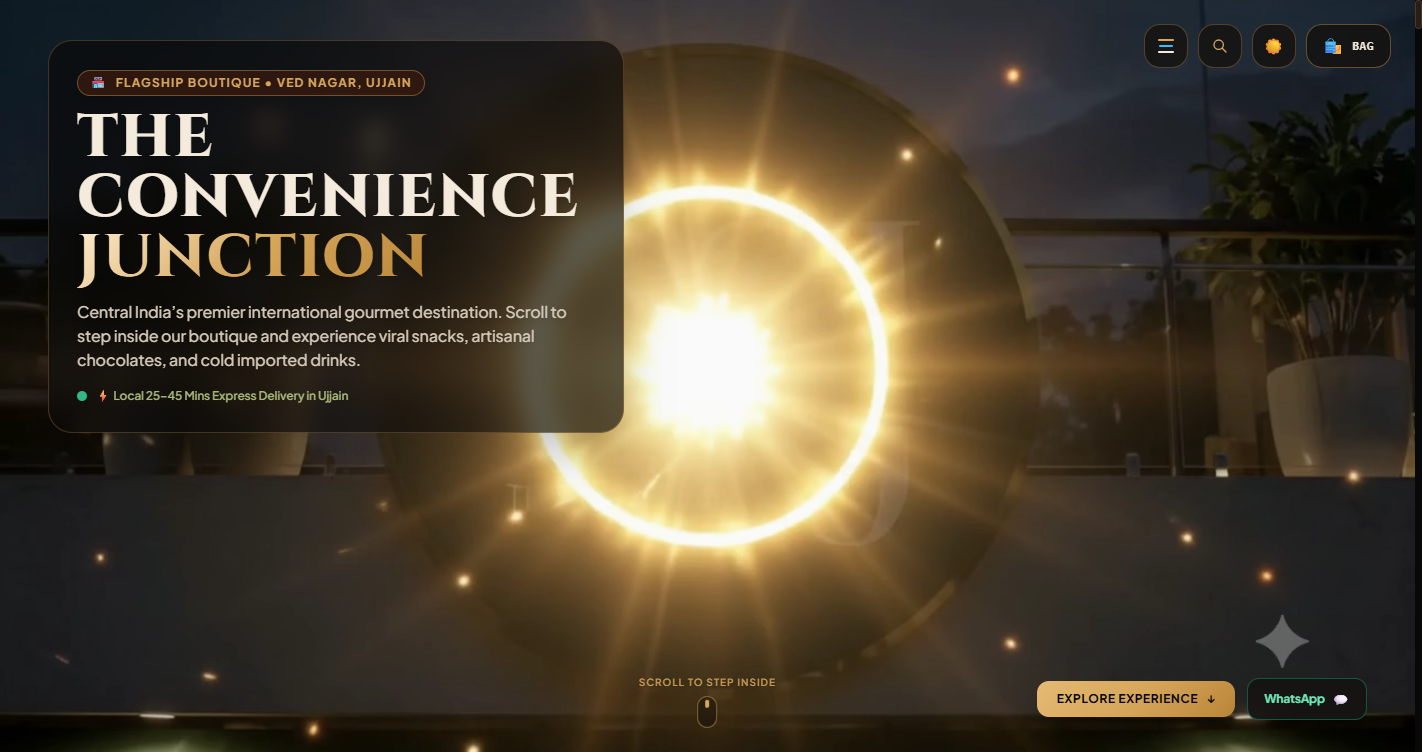 FLAGSHIP BOUTIQUE ● VED NAGAR, UJJAIN
THE
CONVENIENCE
JUNCTION
Central India's premier international gourmet destination. Scroll to
step inside our boutique and experience viral snacks, artisanal
chocolates, and cold imported drinks.
⚡ Local 25–45 Mins Express Delivery in Ujjain
BAG
J
SCROLL TO STEP INSIDE
EXPLORE EXPERIENCE ↓
WhatsApp